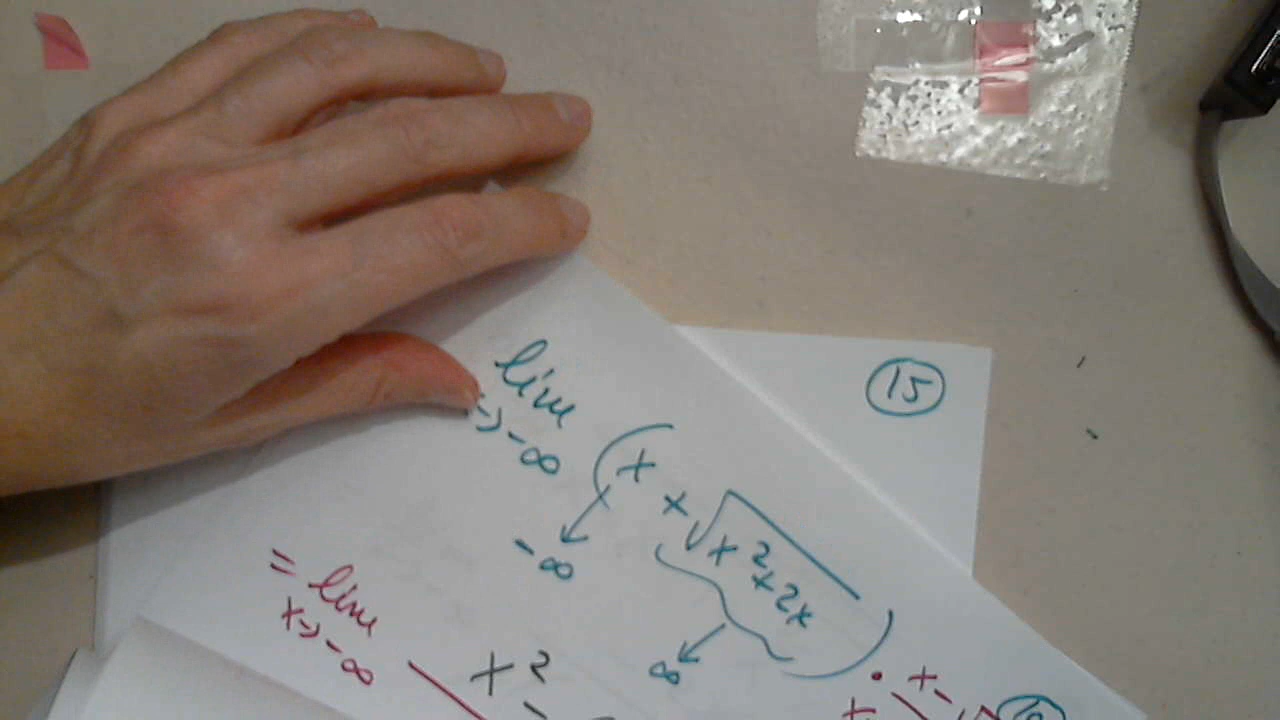 15
lim (x + √x²+2x)
x→-∞
-∞
∞
= lim x²
x→-∞